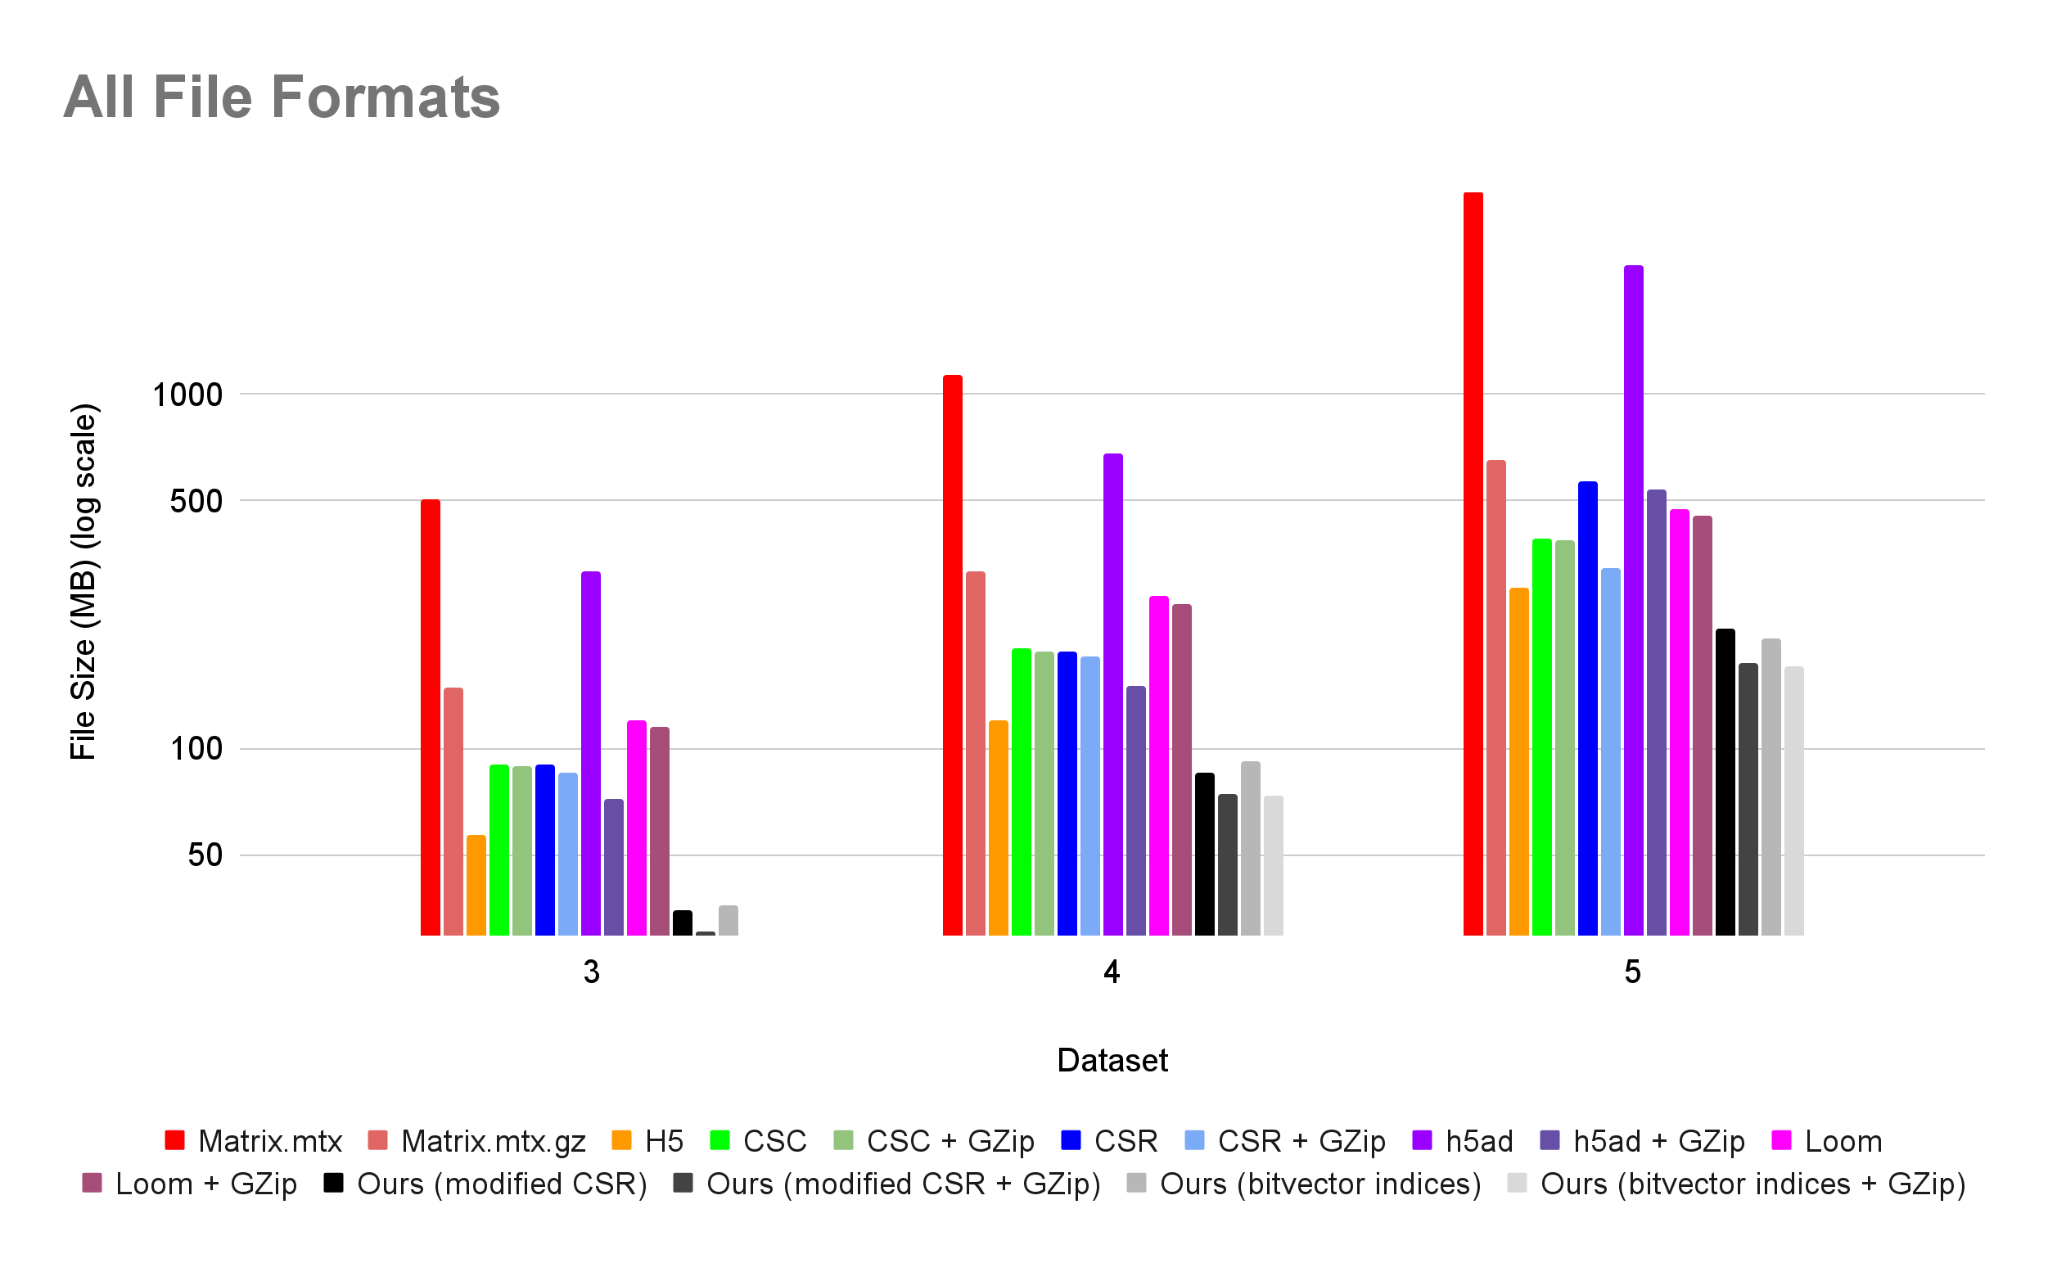 All File Formats
File Size (MB) (log scale)
1000
500
100
50
3 4 5
Dataset
Matrix.mtx Matrix.mtx.gz H5 CSC CSC + GZip CSR CSR + GZip h5ad h5ad + GZip Loom
Loom + GZip Ours (modified CSR) Ours (modified CSR + GZip) Ours (bitvector indices) Ours (bitvector indices + GZip)